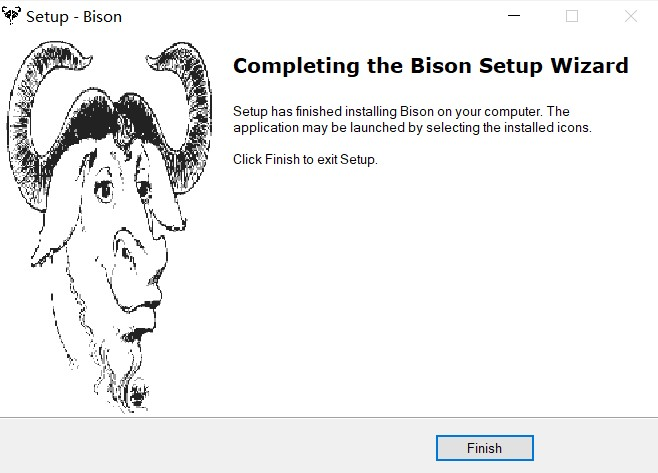 Setup - Bison
Completing the Bison Setup Wizard
Setup has finished installing Bison on your computer. The
application may be launched by selecting the installed icons.
Click Finish to exit Setup.
Finish